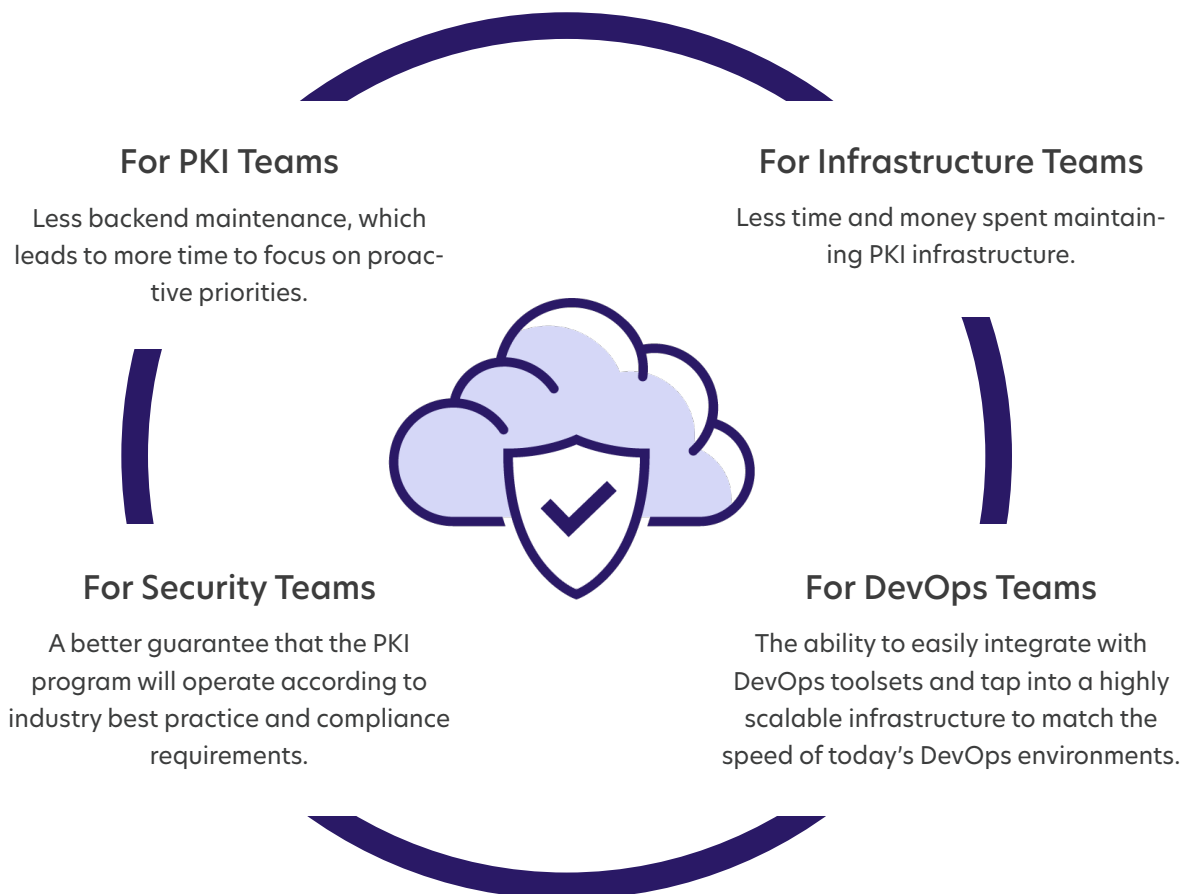 For PKI Teams
Less backend maintenance, which
leads to more time to focus on proac-
tive priorities.
For Infrastructure Teams
Less time and money spent maintain-
ing PKI infrastructure.
For Security Teams
A better guarantee that the PKI
program will operate according to
industry best practice and compliance
requirements.
For DevOps Teams
The ability to easily integrate with
DevOps toolsets and tap into a highly
scalable infrastructure to match the
speed of today’s DevOps environments.